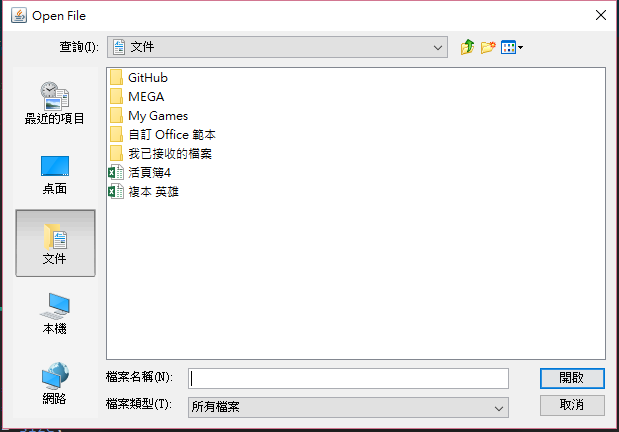 Open File
查詢(I):
文件
最近的項目
桌面
文件
本機
網路
GitHub
MEGA
My Games
自訂 Office 範本
我已接收的檔案
活頁簿4
複本 英雄
檔案名稱(N):
開啟
檔案類型(T):
所有檔案
取消